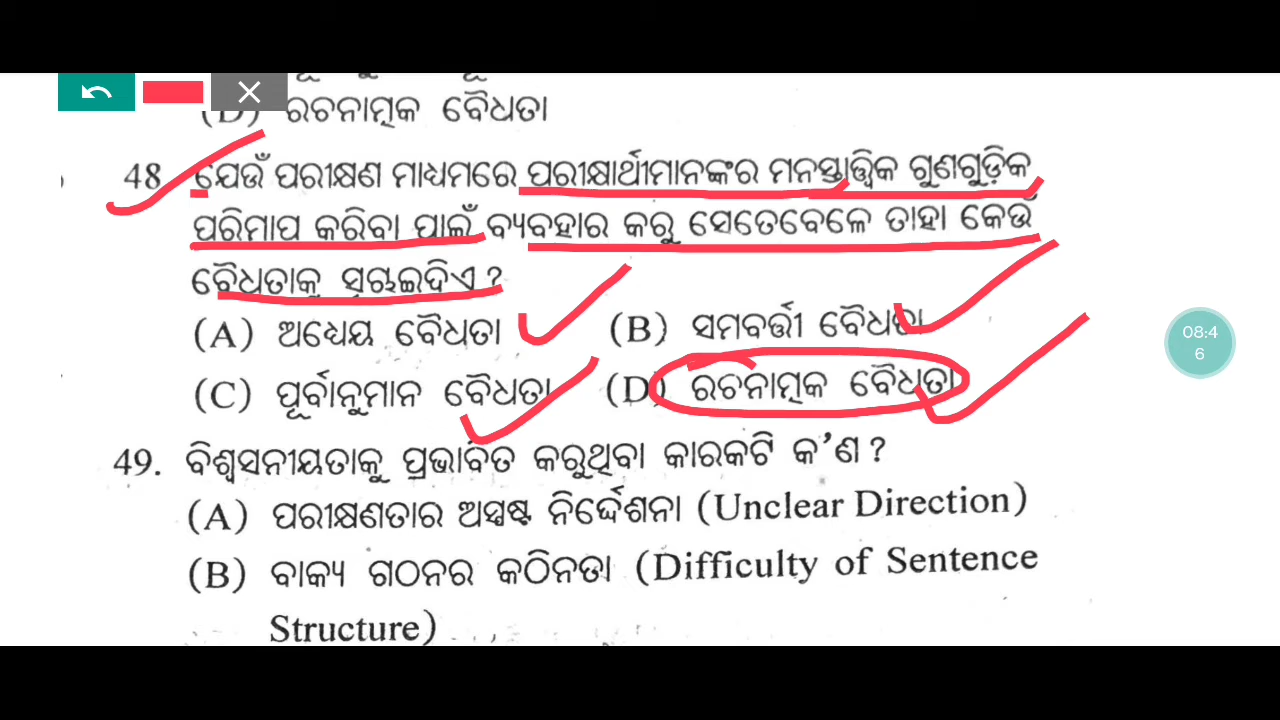 (D) ରଚନାତ୍ମକ ବୈଧତା
48 ଯେଉଁ ପରୀକ୍ଷଣ ମାଧ୍ୟମରେ ପରୀକ୍ଷାର୍ଥୀମାନଙ୍କର ମନସ୍ତାତ୍ତ୍ୱିକ ଗୁଣଗୁଡ଼ିକ
ପରିମାପ କରିବା ପାଇଁ ବ୍ୟବହାର କରୁ ସେତେବେଳେ ତାହା କେଉଁ
ବୈଧତାକୁ ସୂଚାଇଦିଏ ?
(A) ଅଧ୍ୟେୟ ବୈଧତା (B) ସମବର୍ତ୍ତୀ ବୈଧତା
(C) ପୂର୍ବାନୁମାନ ବୈଧତା (D) ରଚନାତ୍ମକ ବୈଧତା
49. ବିଶ୍ୱସନୀୟତାକୁ ପ୍ରଭାବିତ କରୁଥିବା କାରକଟି କ'ଣ ?
(A) ପରୀକ୍ଷଣତାର ଅସ୍ପଷ୍ଟ ନିର୍ଦ୍ଦେଶନା (Unclear Direction)
(B) ବାକ୍ୟ ଗଠନର କଠିନତା (Difficulty of Sentence
Structure)
08:4
6